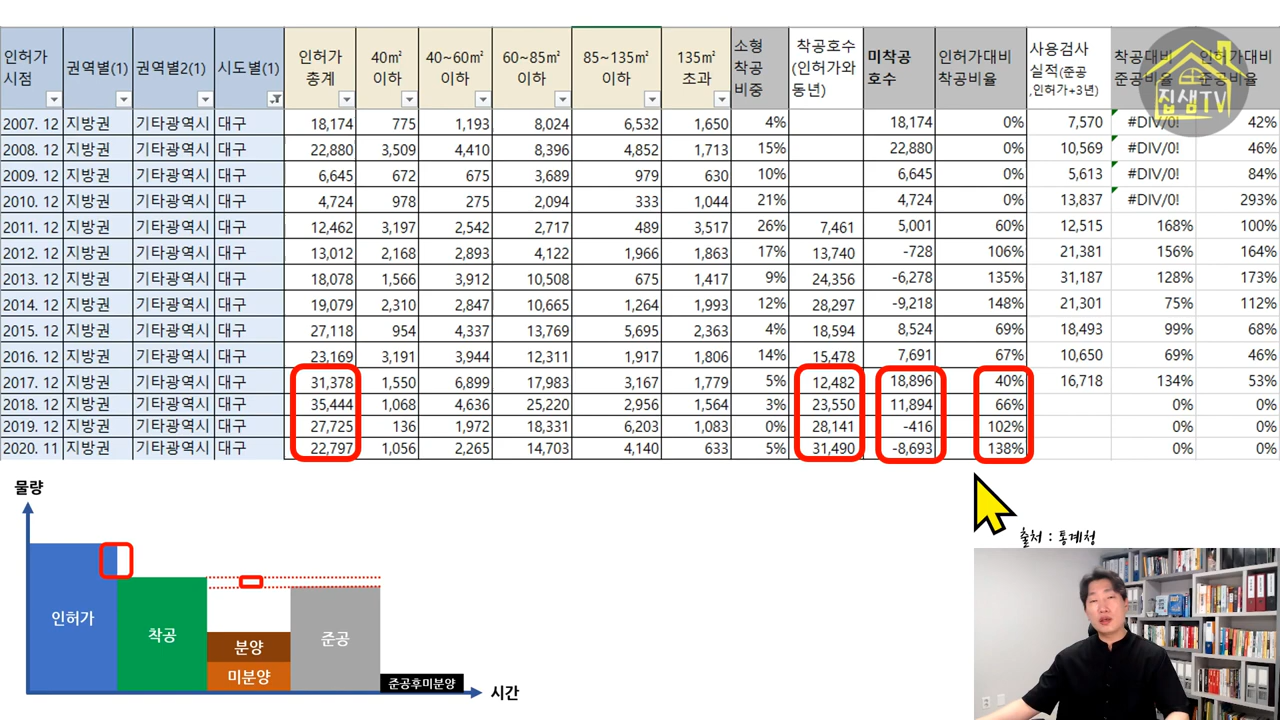 인허가 시점 권역별(1) 권역별2(1) 시도별(1) 인허가 총계 40㎡ 이하 40~60㎡ 이하 60~85㎡ 이하 85~135㎡ 이하 135㎡ 초과 소형 착공 비중 착공호수 (인허가와 동년) 미착공 호수 인허가대비 착공비율 사용검사 실적(준공 ,인허가+3년) 착공대비 준공비율 인허가대비 준공비율
집샘TV
2007. 12 지방권 기타광역시 대구 18,174 775 1,193 8,024 6,532 1,650 4% 18,174 0% 7,570 #DIV/0! 42%
2008. 12 지방권 기타광역시 대구 22,880 3,509 4,410 8,396 4,852 1,713 15% 22,880 0% 10,569 #DIV/0! 46%
2009. 12 지방권 기타광역시 대구 6,645 672 675 3,689 979 630 10% 6,645 0% 5,613 #DIV/0! 84%
2010. 12 지방권 기타광역시 대구 4,724 978 275 2,094 333 1,044 21% 4,724 0% 13,837 #DIV/0! 293%
2011. 12 지방권 기타광역시 대구 12,462 3,197 2,542 2,717 489 3,517 26% 7,461 5,001 60% 12,515 168% 100%
2012. 12 지방권 기타광역시 대구 13,012 2,168 2,893 4,122 1,966 1,863 17% 13,740 -728 106% 21,381 156% 164%
2013. 12 지방권 기타광역시 대구 18,078 1,566 3,912 10,508 675 1,417 9% 24,356 -6,278 135% 31,187 128% 173%
2014. 12 지방권 기타광역시 대구 19,079 2,310 2,847 10,665 1,264 1,993 12% 28,297 -9,218 148% 21,301 75% 112%
2015. 12 지방권 기타광역시 대구 27,118 954 4,337 13,769 5,695 2,363 4% 18,594 8,524 69% 18,493 99% 68%
2016. 12 지방권 기타광역시 대구 23,169 3,191 3,944 12,311 1,917 1,806 14% 15,478 7,691 67% 10,650 69% 46%
2017. 12 지방권 기타광역시 대구 31,378 1,550 6,899 17,983 3,167 1,779 5% 12,482 18,896 40% 16,718 134% 53%
2018. 12 지방권 기타광역시 대구 35,444 1,068 4,636 25,220 2,956 1,564 3% 23,550 11,894 66% 0% 0%
2019. 12 지방권 기타광역시 대구 27,725 136 1,972 18,331 6,203 1,083 0% 28,141 -416 102% 0% 0%
2020. 11 지방권 기타광역시 대구 22,797 1,056 2,265 14,703 4,140 633 5% 31,490 -8,693 138% 0% 0%
물량
출처 : 통계청
인허가
착공
분양
미분양
준공
준공후미분양
시간